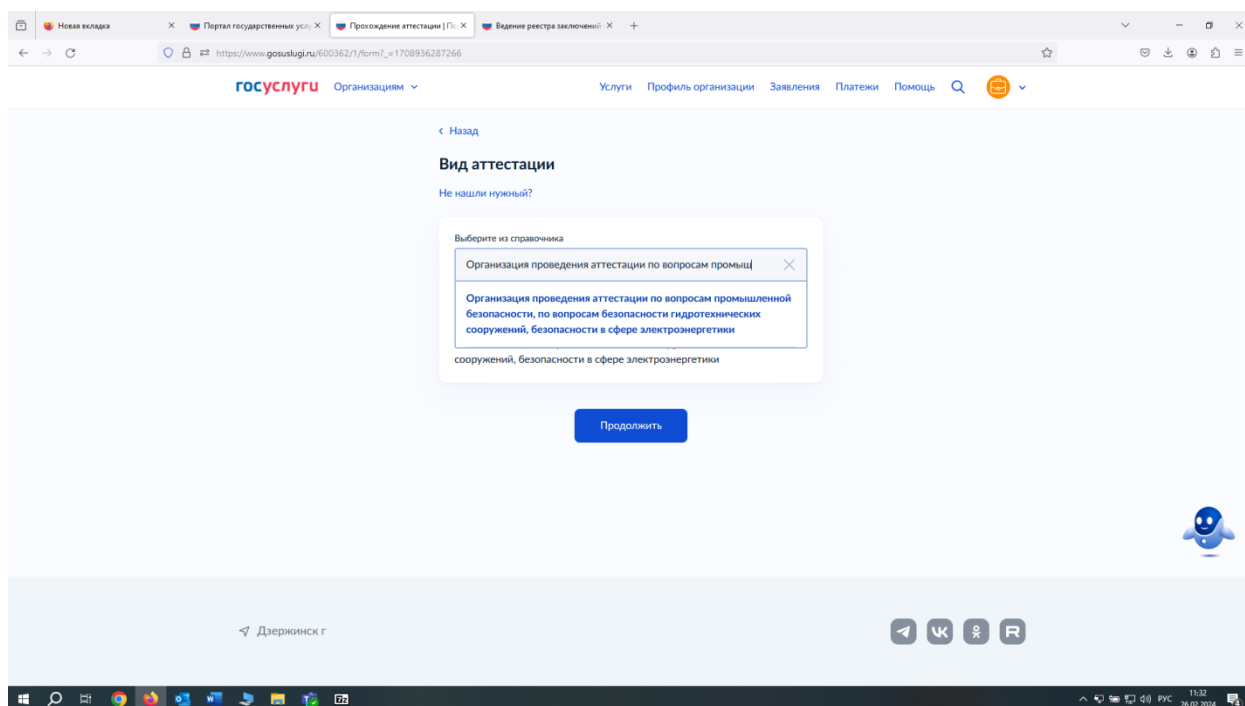 Новая вкладка
Портал государственных услу
Прохождение аттестации | По
Ведение реестра заключений
https://www.gosuslugi.ru/600362/1/form?_=1708936287266
госуслуги
Организациям
Услуги
Профиль организации
Заявления
Платежи
Помощь
Назад
Вид аттестации
Не нашли нужный?
Выберите из справочника
Организация проведения аттестации по вопросам промыш
Организация проведения аттестации по вопросам промышленной
безопасности, по вопросам безопасности гидротехнических
сооружений, безопасности в сфере электроэнергетики
сооружений, безопасности в сфере электроэнергетики
Продолжить
Дзержинск г
РУС
11:32
26.02.2024